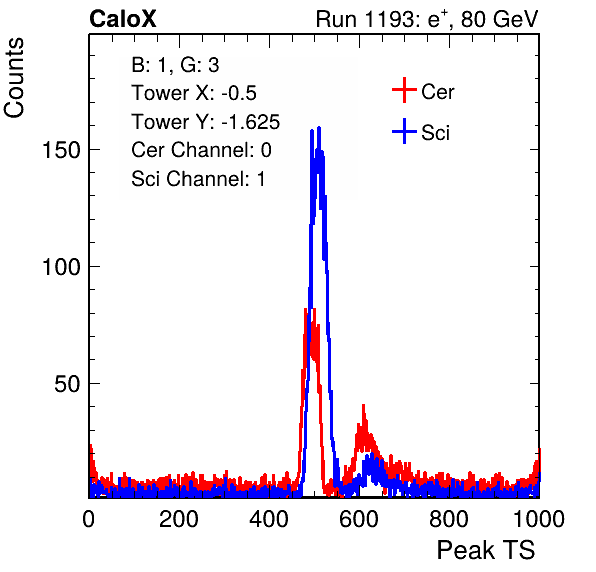 CaloX Run 1193: e+, 80 GeV
Counts
B: 1, G: 3
Tower X: -0.5
Tower Y: -1.625
Cer Channel: 0
Sci Channel: 1
Cer
Sci
150
100
50
0 200 400 600 800 1000
Peak TS